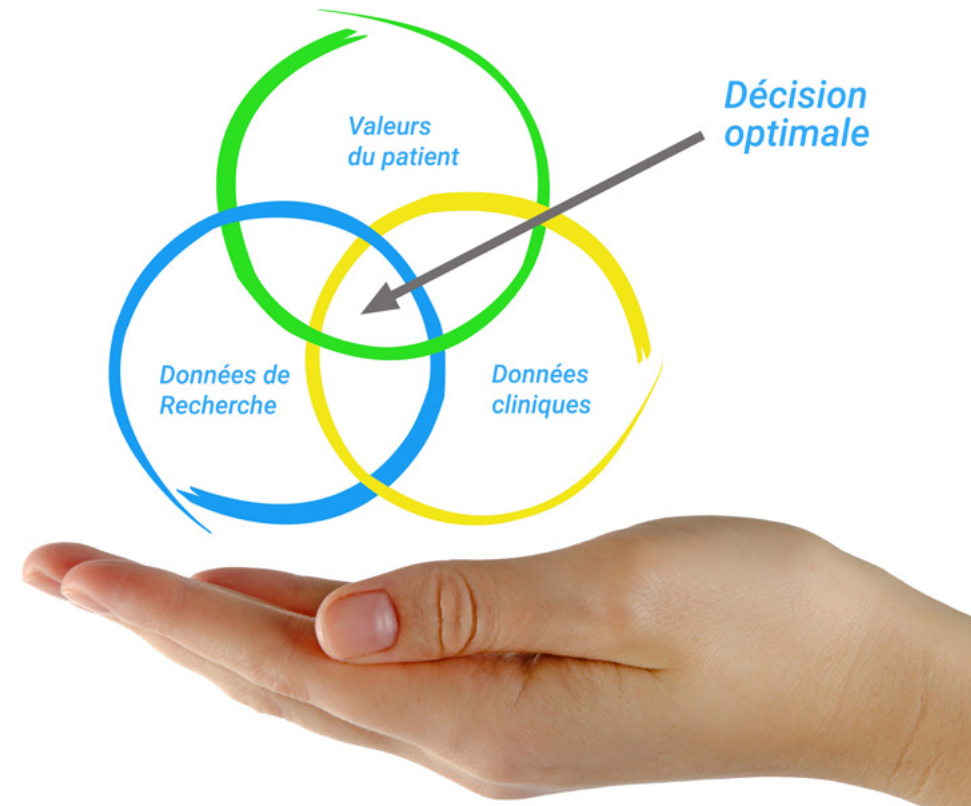 Valeurs
du patient
Décision
optimale
Données de
Recherche
Données
cliniques